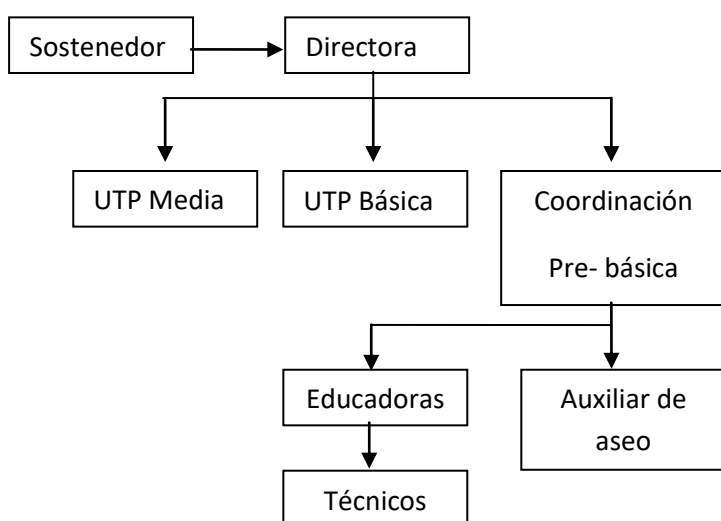 Sostenedor
Directora
UTP Media
UTP Básica
Coordinación
Pre- básica
Educadoras
Auxiliar de
aseo
Técnicos